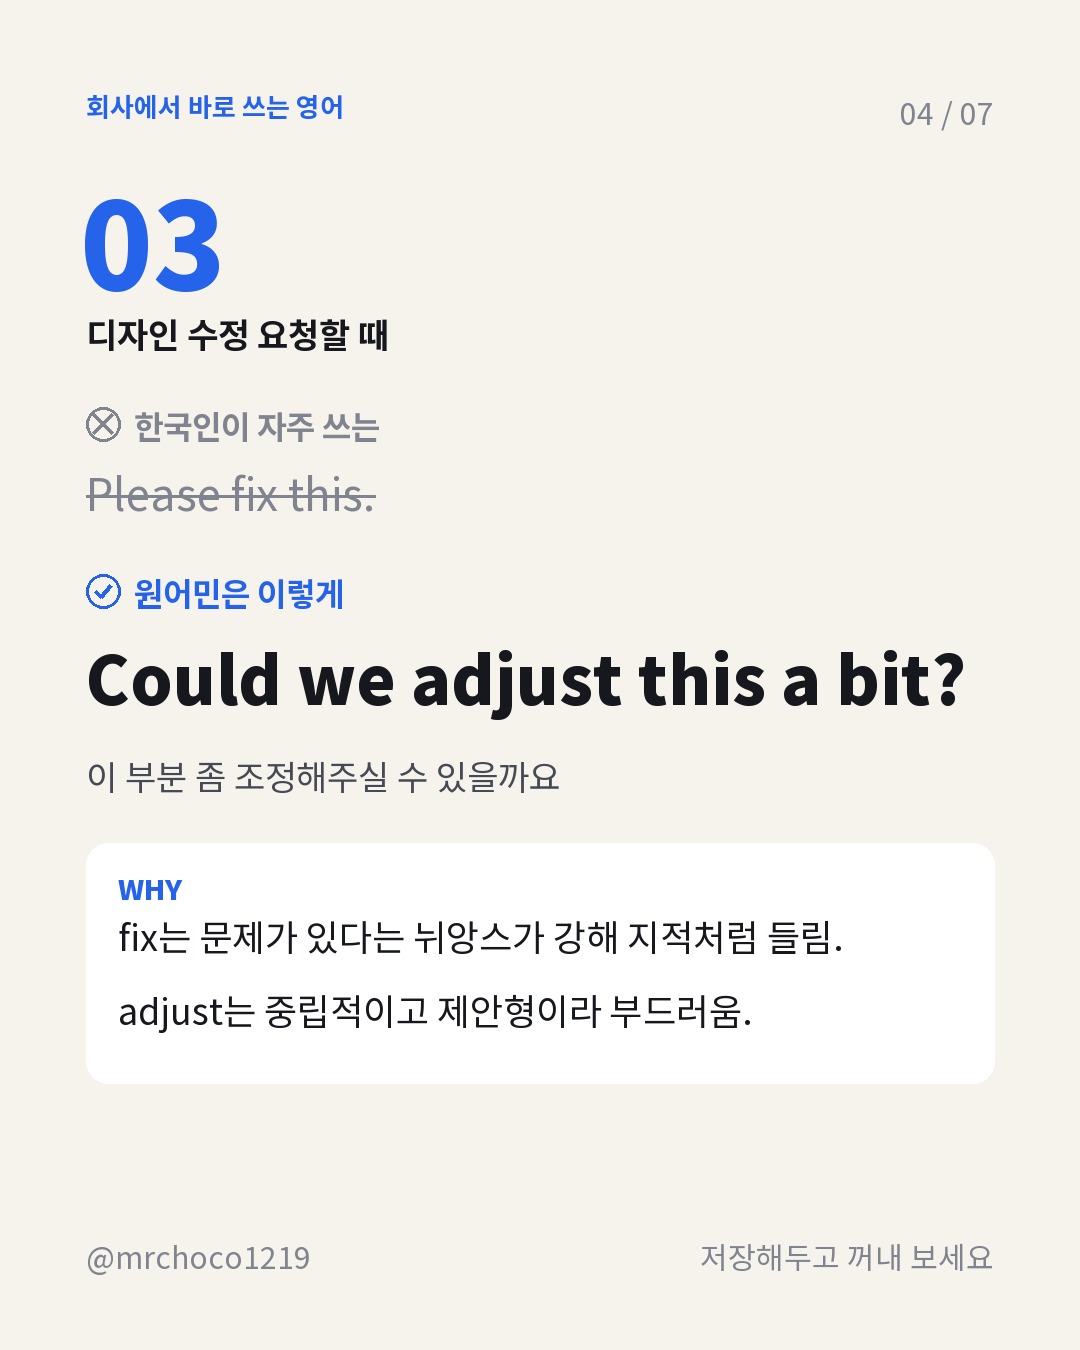 회사에서 바로 쓰는 영어
04 / 07
03
디자인 수정 요청할 때
한국인이 자주 쓰는
Please fix this.
원어민은 이렇게
Could we adjust this a bit?
이 부분 좀 조정해주실 수 있을까요
WHY
fix는 문제가 있다는 뉘앙스가 강해 지적처럼 들림.
adjust는 중립적이고 제안형이라 부드러움.
@mrchoco1219
저장해두고 꺼내 보세요